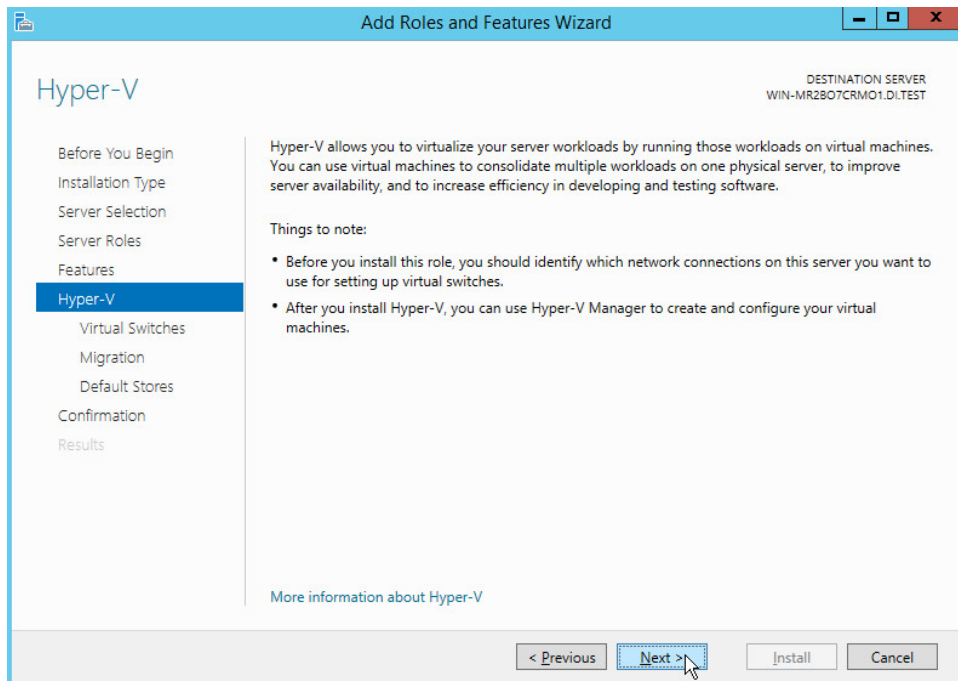 Add Roles and Features Wizard
Hyper-V
DESTINATION SERVER
WIN-MR2BO7CRMO1.DI.TEST
Before You Begin
Installation Type
Server Selection
Server Roles
Features
Hyper-V
Virtual Switches
Migration
Default Stores
Confirmation
Results
Hyper-V allows you to virtualize your server workloads by running those workloads on virtual machines.
You can use virtual machines to consolidate multiple workloads on one physical server, to improve
server availability, and to increase efficiency in developing and testing software.
Things to note:
• Before you install this role, you should identify which network connections on this server you want to
use for setting up virtual switches.
• After you install Hyper-V, you can use Hyper-V Manager to create and configure your virtual
machines.
More information about Hyper-V
< Previous
Next >
Install
Cancel